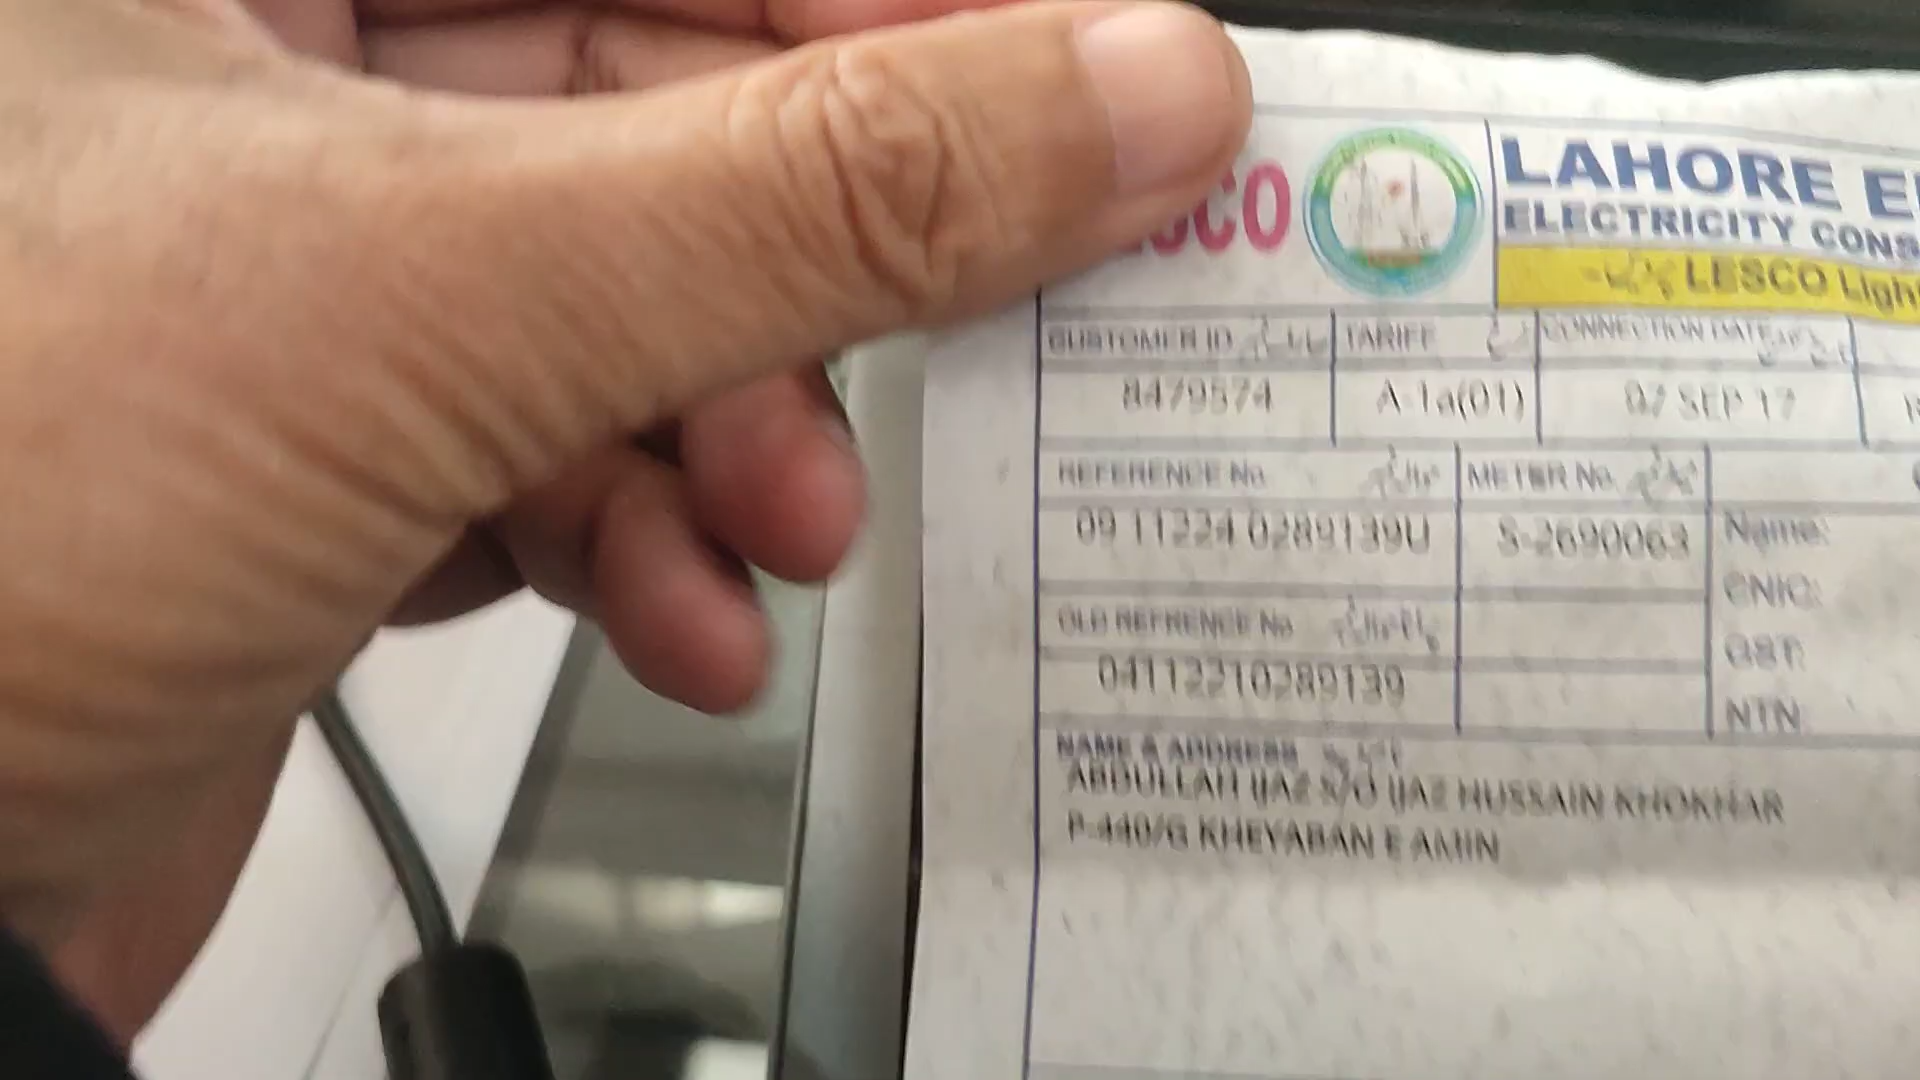 LESCO
LAHORE E
ELECTRICITY CONS
LESCO Light
CUSTOMER ID TARIFF CONNECTION DATE
8479574 A-1a(01) 07 SEP 17
REFERENCE No. METER No.
09 11224 0289139U S-2690063
Name:
CNIC:
OLD REFRENCE No
GST:
04112210289139
NTN:
NAME & ADDRESS
ABDULLAH IJAZ S/O IJAZ HUSSAIN KHOKHAR
P-440/G KHEYABAN E AMIN